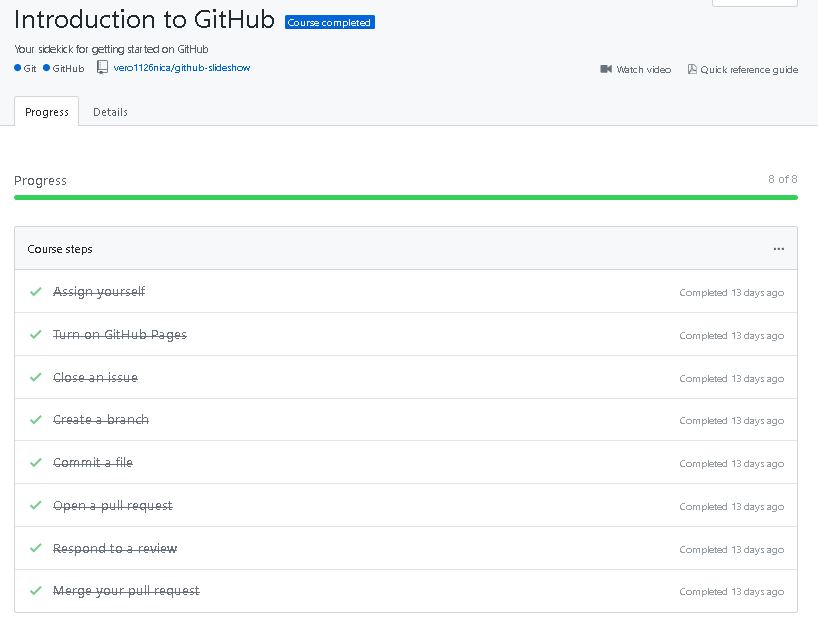 Introduction to GitHub Course completed
Your sidekick for getting started on GitHub
Git GitHub vero1126nica/github-slideshow Watch video Quick reference guide
Progress Details
Progress 8 of 8
Course steps ...
Assign yourself Completed 13 days ago
Turn on GitHub Pages Completed 13 days ago
Close an issue Completed 13 days ago
Create a branch Completed 13 days ago
Commit a file Completed 13 days ago
Open a pull request Completed 13 days ago
Respond to a review Completed 13 days ago
Merge your pull request Completed 13 days ago